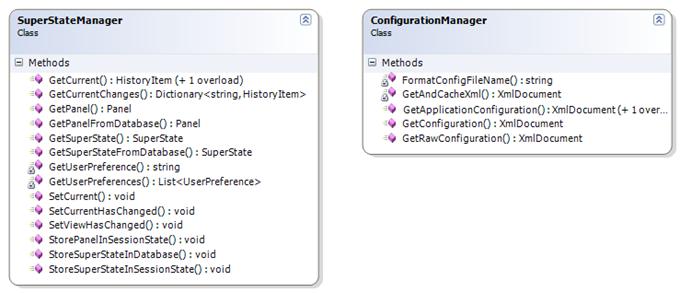 SuperStateManager
Class
Methods
GetCurrent() : HistoryItem (+ 1 overload)
GetCurrentChanges() : Dictionary<string, HistoryItem>
GetPanel() : Panel
GetPanelFromDatabase() : Panel
GetSuperState() : SuperState
GetSuperStateFromDatabase() : SuperState
GetUserPreference() : string
GetUserPreferences() : List<UserPreference>
SetCurrent() : void
SetCurrentHasChanged() : void
SetViewHasChanged() : void
StorePanelInSessionState() : void
StoreSuperStateInDatabase() : void
StoreSuperStateInSessionState() : void
ConfigurationManager
Class
Methods
FormatConfigFileName() : string
GetAndCacheXml() : XmlDocument
GetApplicationConfiguration() : XmlDocument (+ 1 over...
GetConfiguration() : XmlDocument
GetRawConfiguration() : XmlDocument